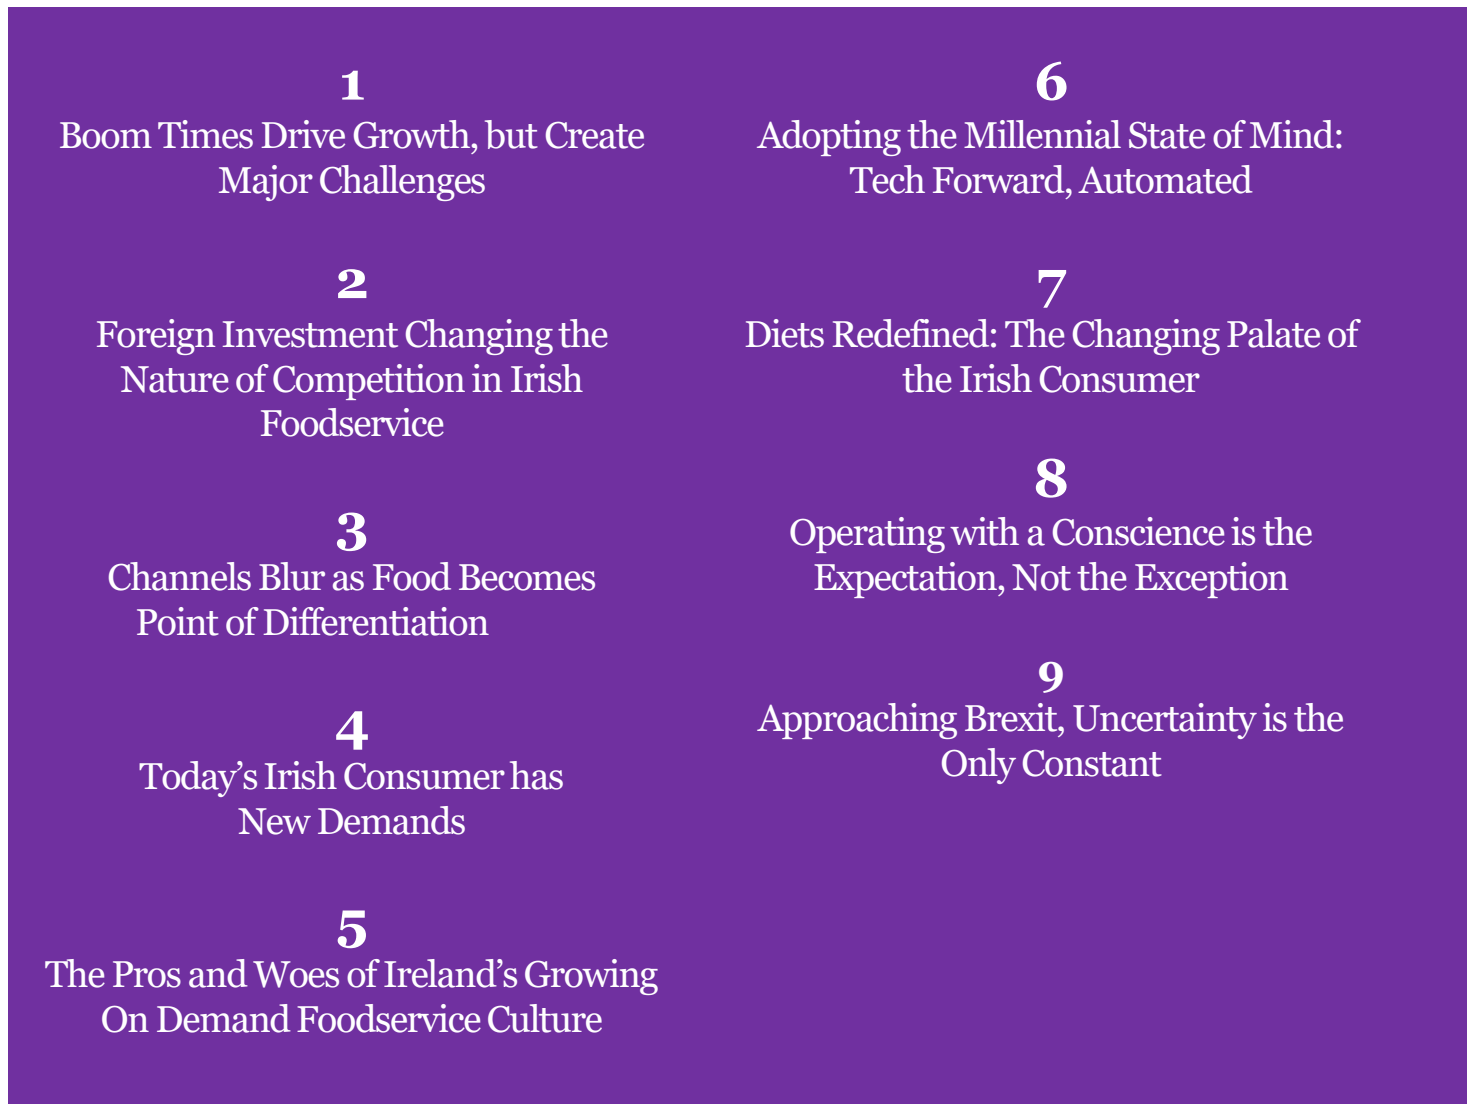 1
Boom Times Drive Growth, but Create
Major Challenges
2
Foreign Investment Changing the
Nature of Competition in Irish
Foodservice
3
Channels Blur as Food Becomes
Point of Differentiation
4
Today’s Irish Consumer has
New Demands
5
The Pros and Woes of Ireland’s Growing
On Demand Foodservice Culture
6
Adopting the Millennial State of Mind:
Tech Forward, Automated
7
Diets Redefined: The Changing Palate of
the Irish Consumer
8
Operating with a Conscience is the
Expectation, Not the Exception
9
Approaching Brexit, Uncertainty is the
Only Constant